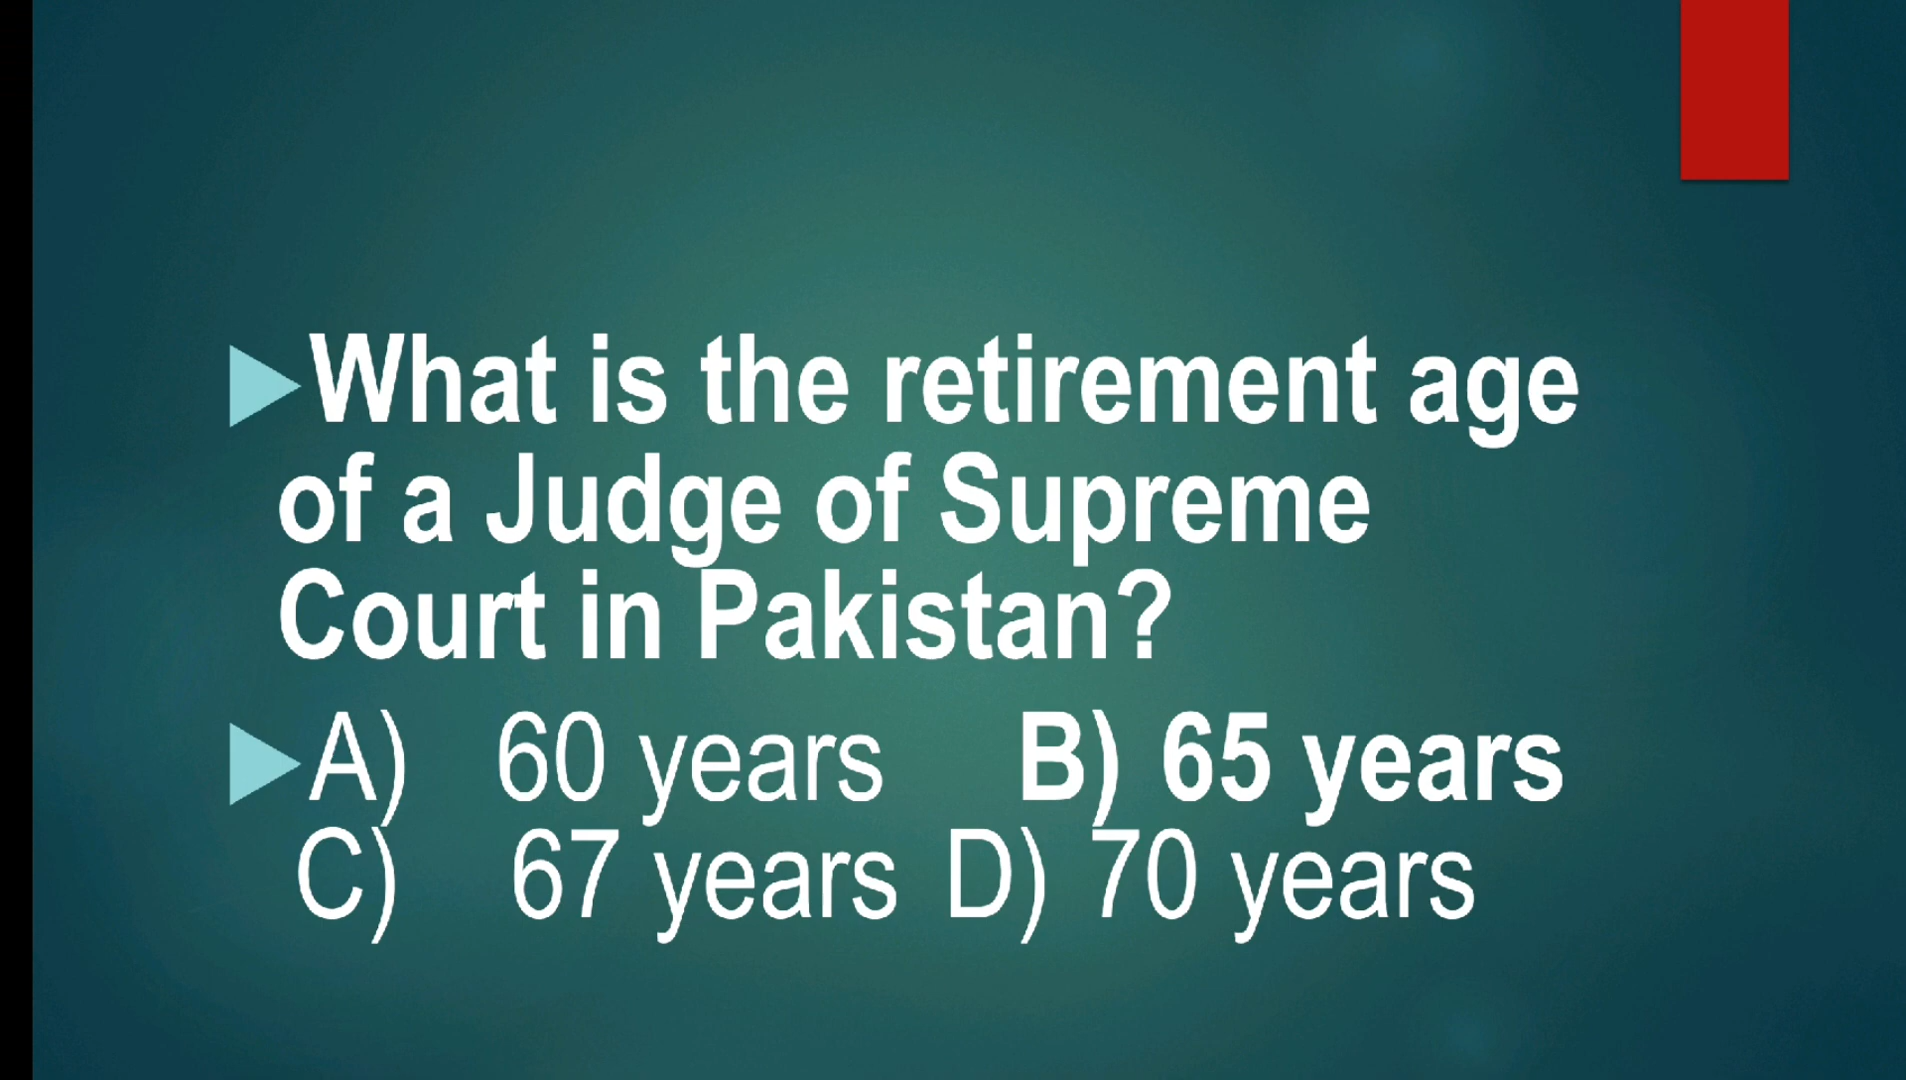 What is the retirement age
of a Judge of Supreme
Court in Pakistan?
A) 60 years B) 65 years
C) 67 years D) 70 years